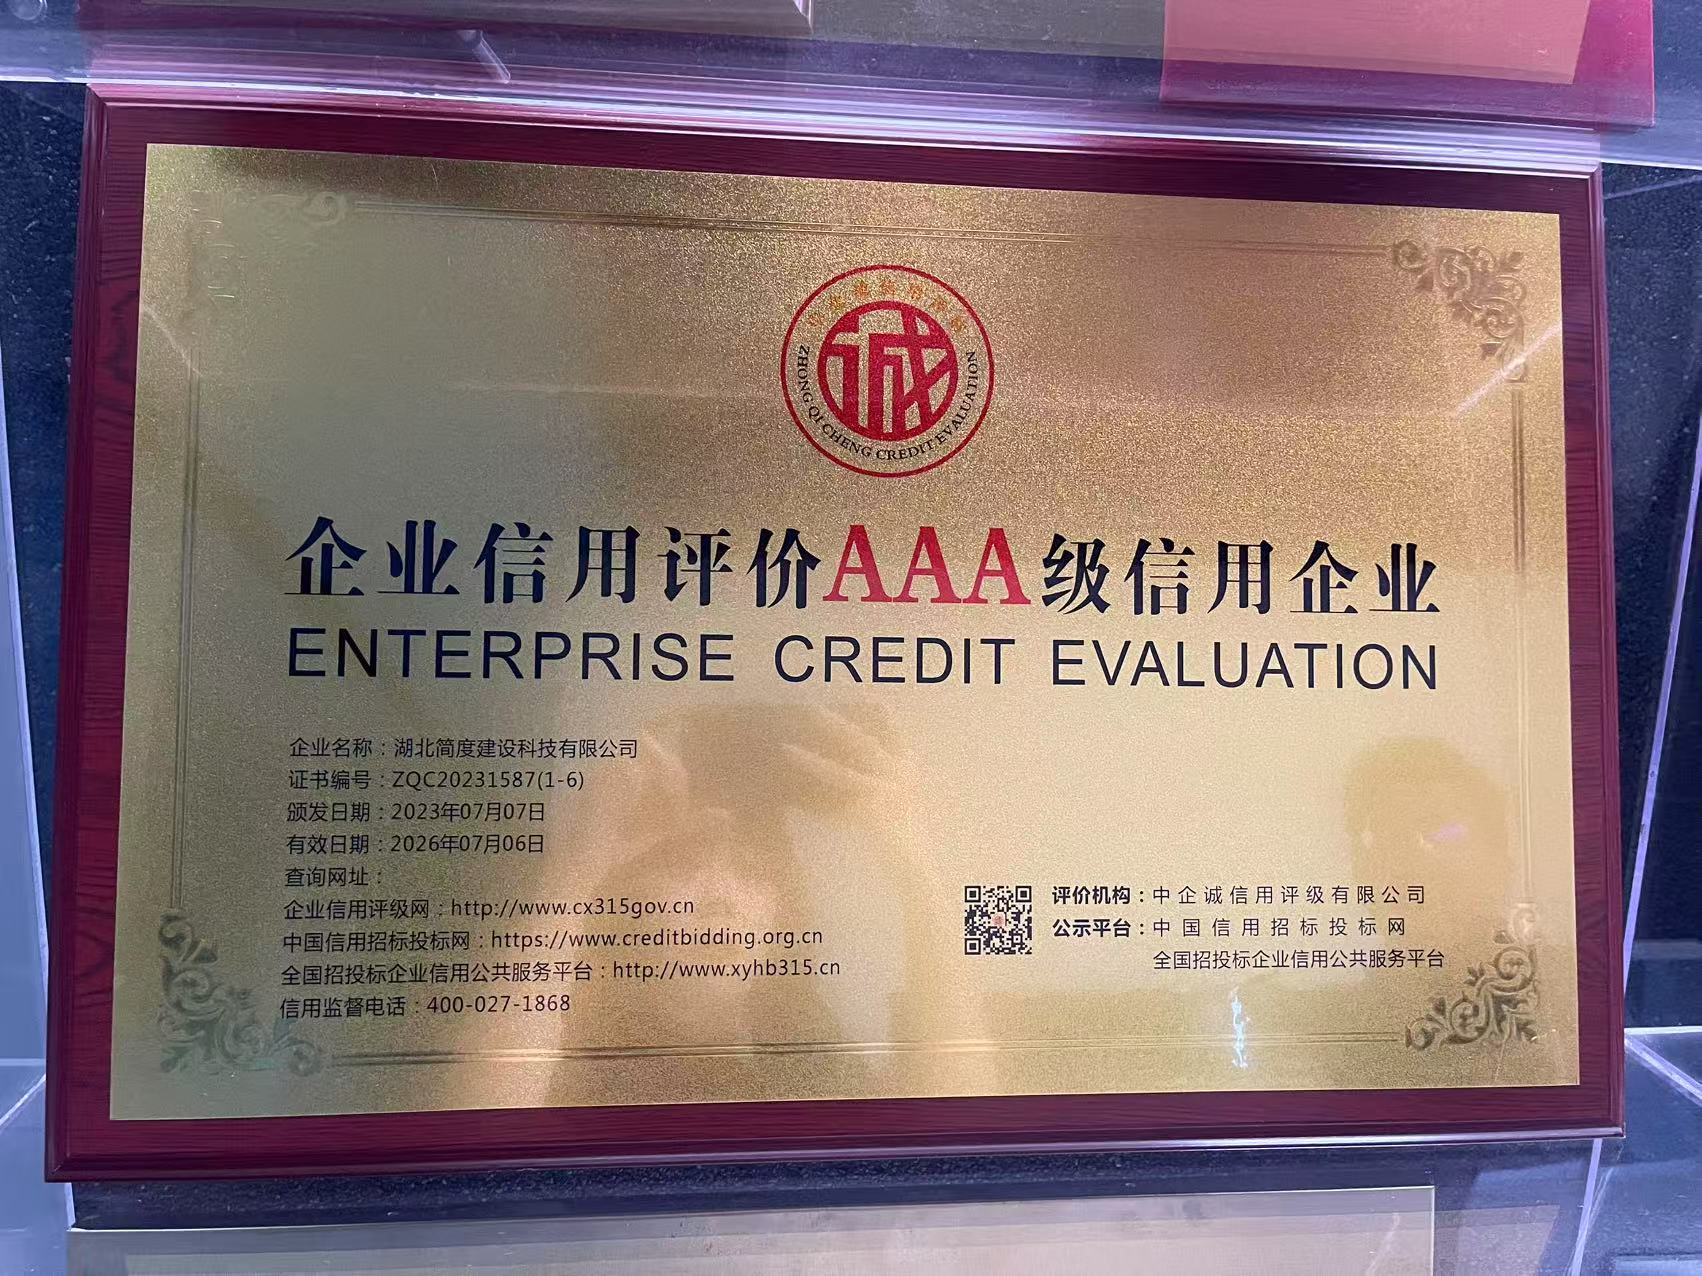 ZHONG QI CHENG CREDIT EVALUATION
诚
企业信用评价AAA级信用企业
ENTERPRISE CREDIT EVALUATION
企业名称：湖北简度建设科技有限公司
证书编号：ZQC20231587(1-6)
颁发日期：2023年07月07日
有效日期：2026年07月06日
查询网址：
企业信用评级网：http://www.cx315gov.cn
中国信用招标投标网：https://www.creditbidding.org.cn
全国招投标企业信用公共服务平台：http://www.xyhb315.cn
信用监督电话：400-027-1868
评价机构：中企诚信用评级有限公司
公示平台：中国信用招标投标网
全国招投标企业信用公共服务平台